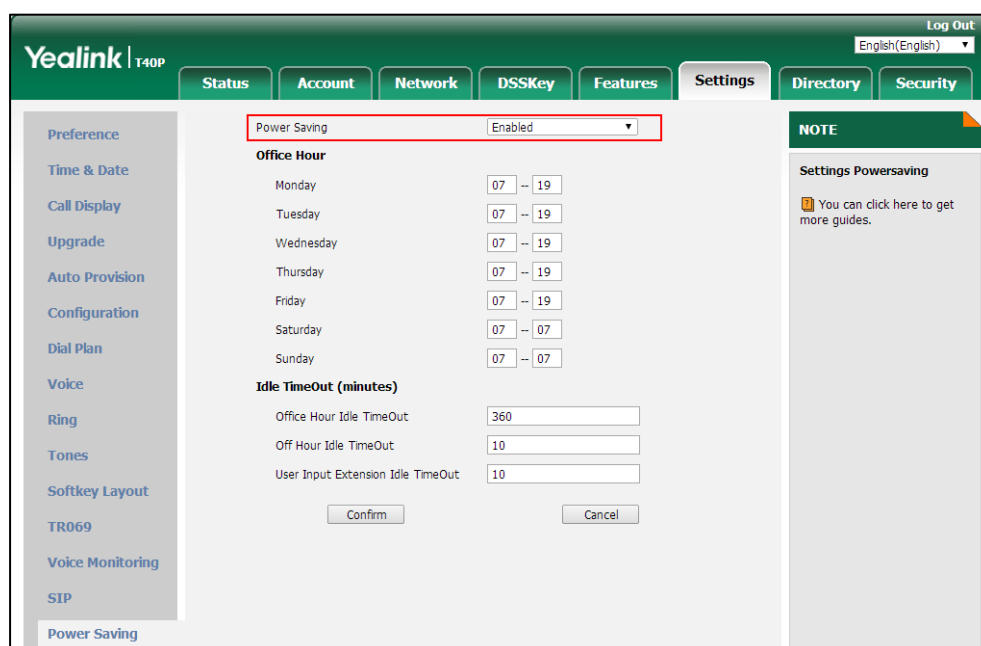 Log Out
Yealink | T40P
English(English)
Status Account Network DSSKey Features Settings Directory Security
Preference
Time & Date
Call Display
Upgrade
Auto Provision
Configuration
Dial Plan
Voice
Ring
Tones
Softkey Layout
TR069
Voice Monitoring
SIP
Power Saving
Power Saving Enabled
Office Hour
Monday 07 -- 19
Tuesday 07 -- 19
Wednesday 07 -- 19
Thursday 07 -- 19
Friday 07 -- 19
Saturday 07 -- 07
Sunday 07 -- 07
Idle TimeOut (minutes)
Office Hour Idle TimeOut 360
Off Hour Idle TimeOut 10
User Input Extension Idle TimeOut 10
Confirm Cancel
NOTE
Settings Powersaving
? You can click here to get
more guides.